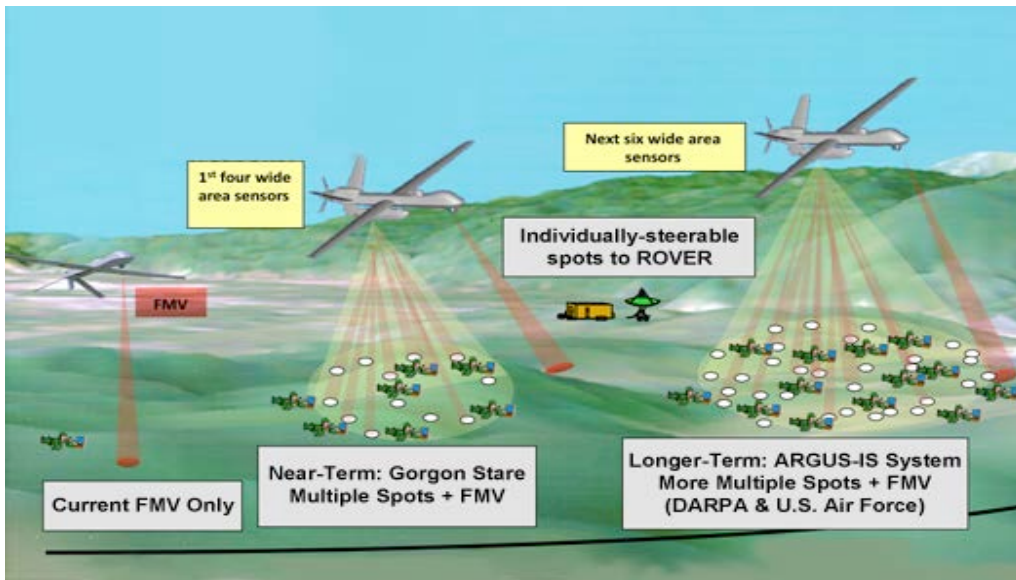 Next six wide area
sensors
1st four wide
area sensors
Individually-steerable
spots to ROVER
FMV
Near-Term: Gorgon Stare
Multiple Spots + FMV
Longer-Term: ARGUS-IS System
More Multiple Spots + FMV
(DARPA & U.S. Air Force)
Current FMV Only